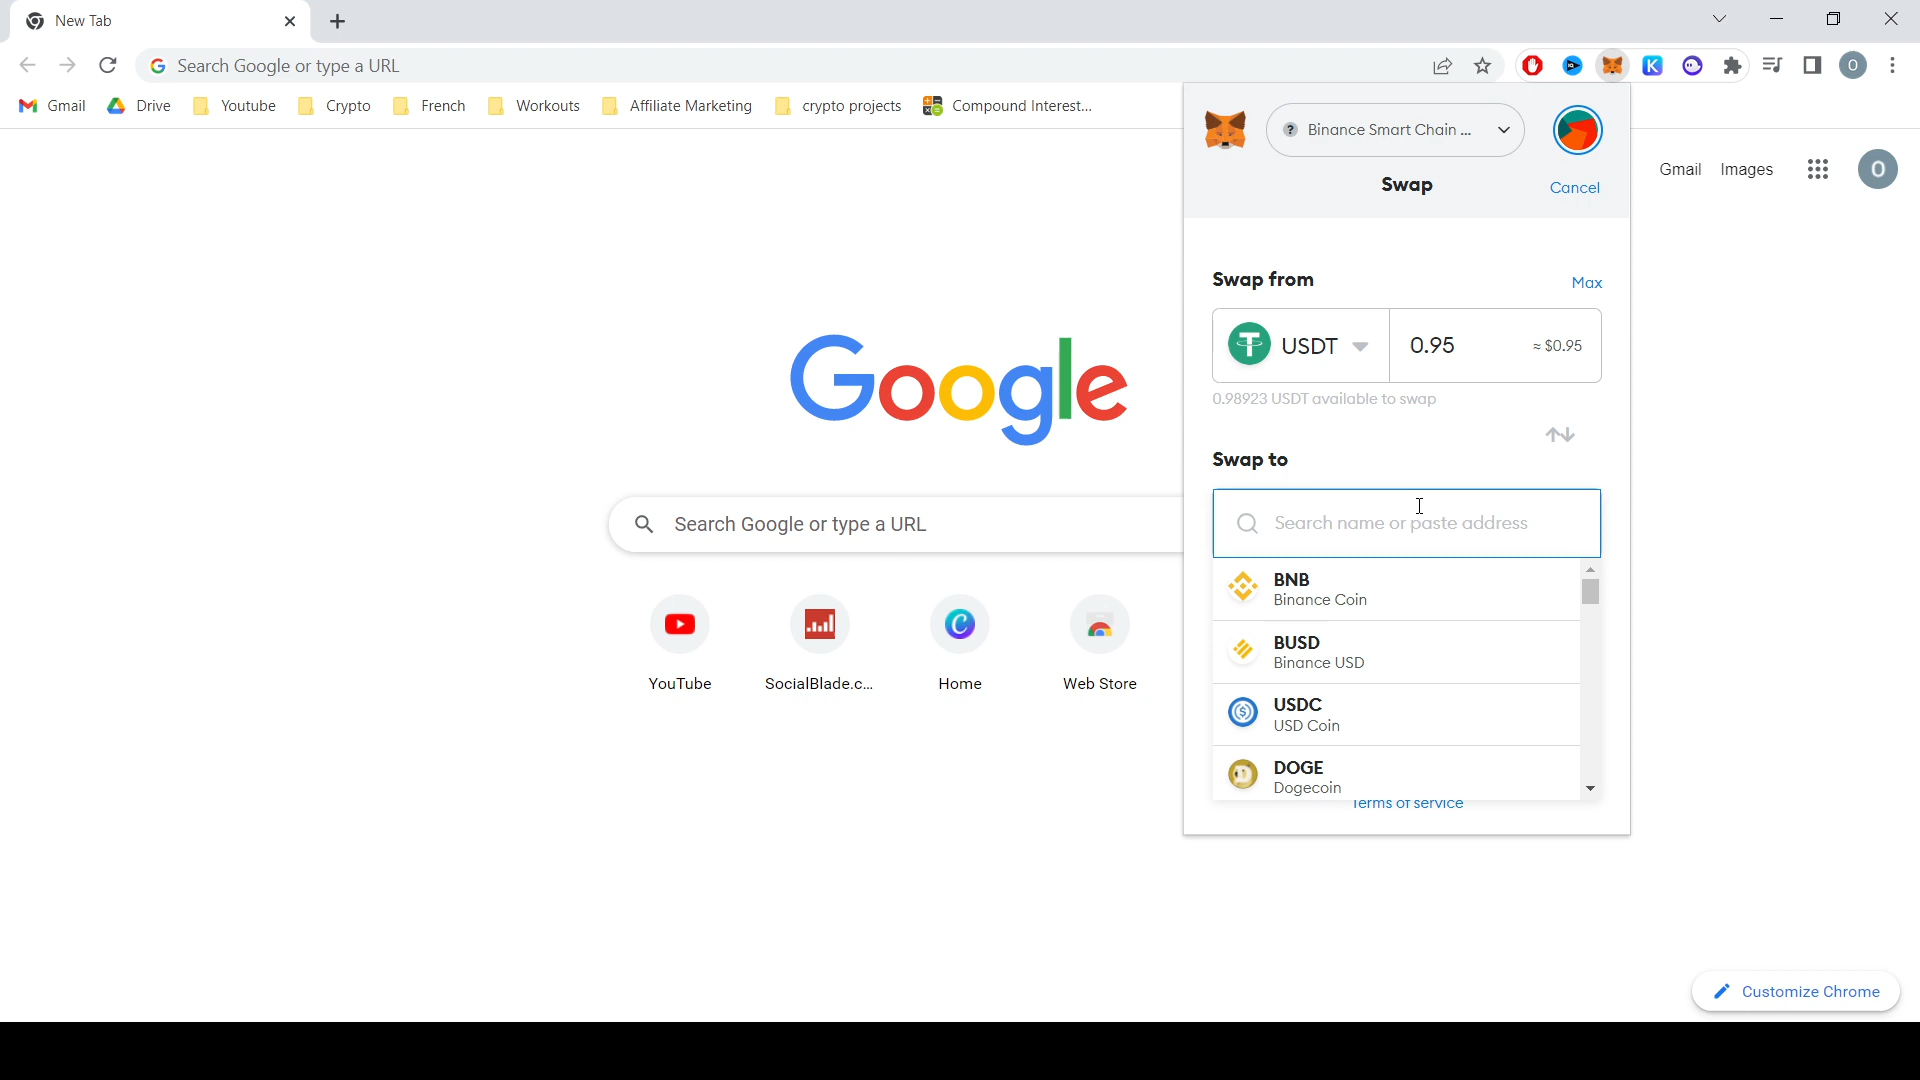 New Tab
Search Google or type a URL
O
Gmail
Drive
Youtube
Crypto
French
Workouts
Affiliate Marketing
crypto projects
Compound Interest...
Binance Smart Chain ...
Swap
Cancel
Gmail
Images
O
Swap from
Max
USDT
0.95
≈ $0.95
0.98923 USDT available to swap
Swap to
Search name or paste address
BNB
Binance Coin
BUSD
Binance USD
USDC
USD Coin
DOGE
Dogecoin
Terms of service
Google
Search Google or type a URL
YouTube
SocialBlade.c...
Home
Web Store
Customize Chrome